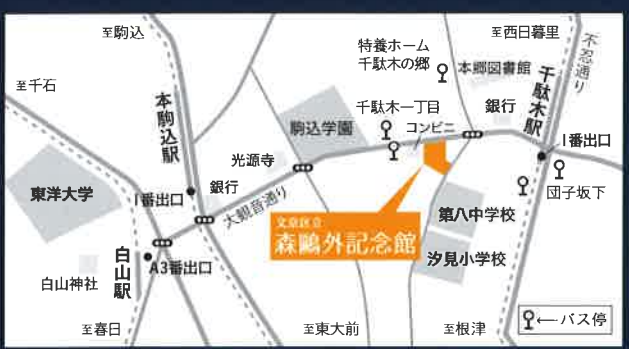 至駒込
至西日暮里
至千石
特養ホーム
千駄木の郷
本郷図書館
不忍通り
千駄木駅
銀行
本駒込駅
千駄木一丁目
コンビニ
駒込学園
1番出口
光源寺
団子坂下
東洋大学
1番出口
銀行
大観音通り
文京区立
森鷗外記念館
第八中学校
汐見小学校
白山神社
白山駅
A3番出口
至春日
至東大前
至根津
←バス停